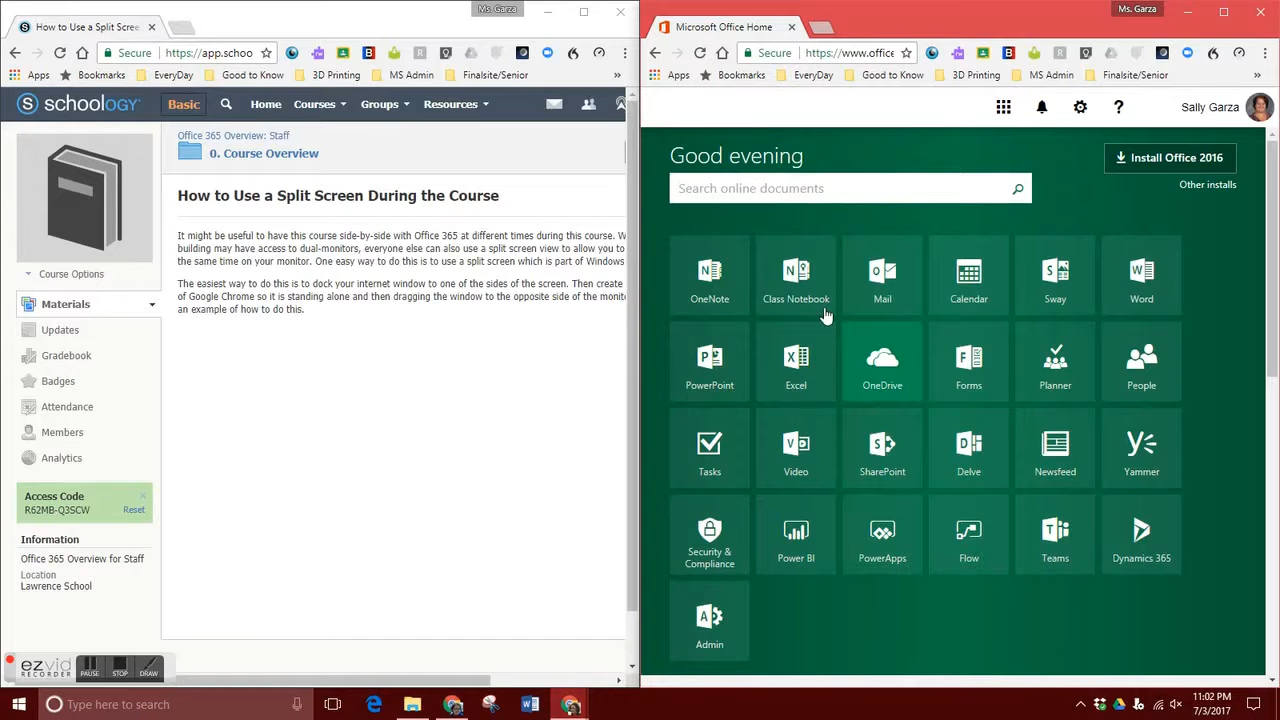 Ms. Garza
How to Use a Split Scree
Secure
https://app.schoo
Apps
Bookmarks
EveryDay
Good to Know
3D Printing
MS Admin
Finalsite/Senior
»
schoology
Basic
Home
Courses
Groups
Resources
Office 365 Overview: Staff
0. Course Overview
How to Use a Split Screen During the Course
It might be useful to have this course side-by-side with Office 365 at different times during this course. W
building may have access to dual-monitors, everyone else can also use a split screen view to allow you to
the same time on your monitor. One easy way to do this is to use a split screen which is part of Windows
The easiest way to do this is to dock your internet window to one of the sides of the screen. Then create
of Google Chrome so it is standing alone and then dragging the window to the opposite side of the monito
an example of how to do this.
Course Options
Materials
Updates
Gradebook
Badges
Attendance
Members
Analytics
Access Code
R62MB-Q3SCW
Reset
Information
Office 365 Overview for Staff
Location
Lawrence School
ezvid
RECORDER
PAUSE
STOP
DRAW
Ms. Garza
Microsoft Office Home
Secure
https://www.office
Apps
Bookmarks
EveryDay
Good to Know
3D Printing
MS Admin
Finalsite/Senior
»
Sally Garza
Good evening
Install Office 2016
Search online documents
Other installs
OneNote
Class Notebook
Mail
Calendar
Sway
Word
PowerPoint
Excel
OneDrive
Forms
Planner
People
Tasks
Video
SharePoint
Delve
Newsfeed
Yammer
Security &
Compliance
Power BI
PowerApps
Flow
Teams
Dynamics 365
Admin
Type here to search
11:02 PM
7/3/2017